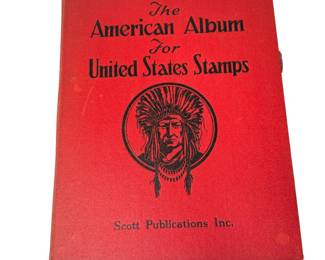 The
American Album
For
United States Stamps
Scott Publications Inc.